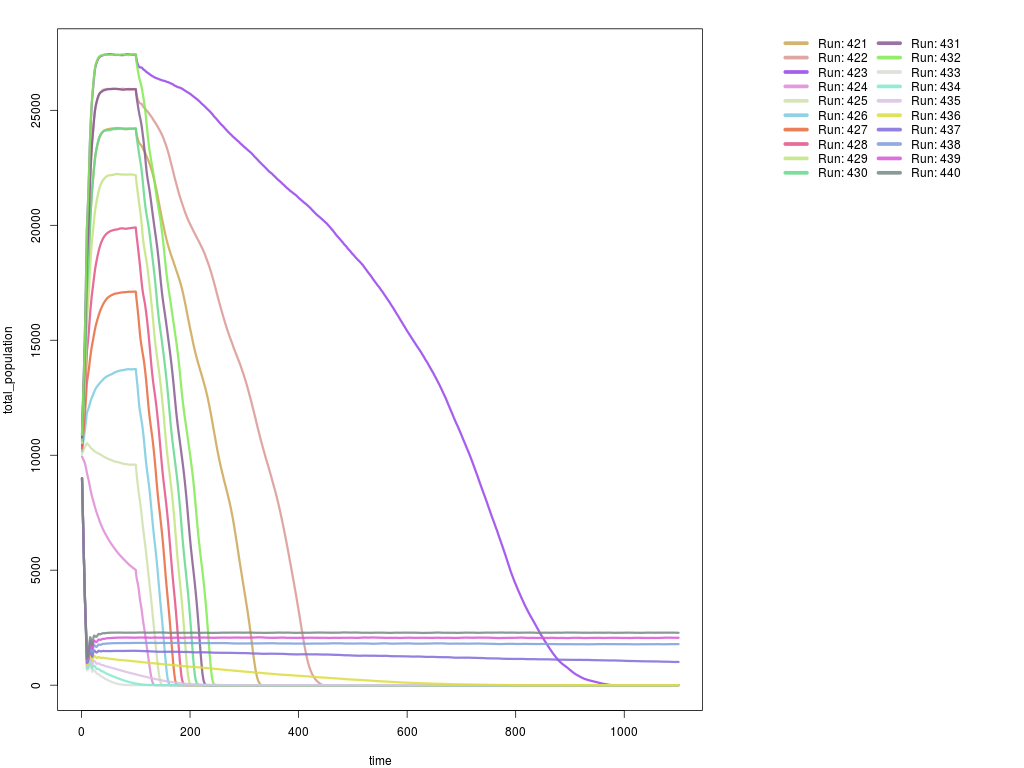 Run: 421
Run: 422
Run: 423
Run: 424
Run: 425
Run: 426
Run: 427
Run: 428
Run: 429
Run: 430
Run: 431
Run: 432
Run: 433
Run: 434
Run: 435
Run: 436
Run: 437
Run: 438
Run: 439
Run: 440
total_population
25000
20000
15000
10000
5000
0
0 200 400 600 800 1000
time